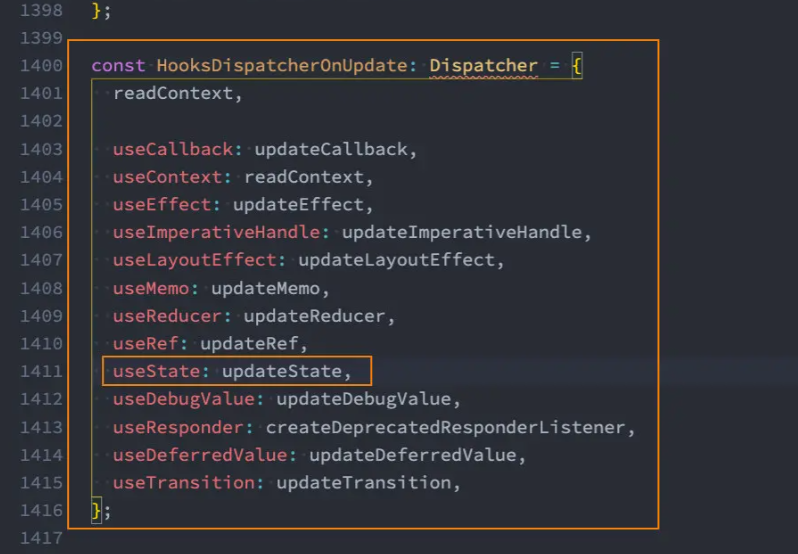 1398 };
1399
1400 const HooksDispatcherOnUpdate: Dispatcher = {
1401 readContext,
1402
1403 useCallback: updateCallback,
1404 useContext: readContext,
1405 useEffect: updateEffect,
1406 useImperativeHandle: updateImperativeHandle,
1407 useLayoutEffect: updateLayoutEffect,
1408 useMemo: updateMemo,
1409 useReducer: updateReducer,
1410 useRef: updateRef,
1411 useState: updateState,
1412 useDebugValue: updateDebugValue,
1413 useResponder: createDeprecatedResponderListener,
1414 useDeferredValue: updateDeferredValue,
1415 useTransition: updateTransition,
1416 };
1417